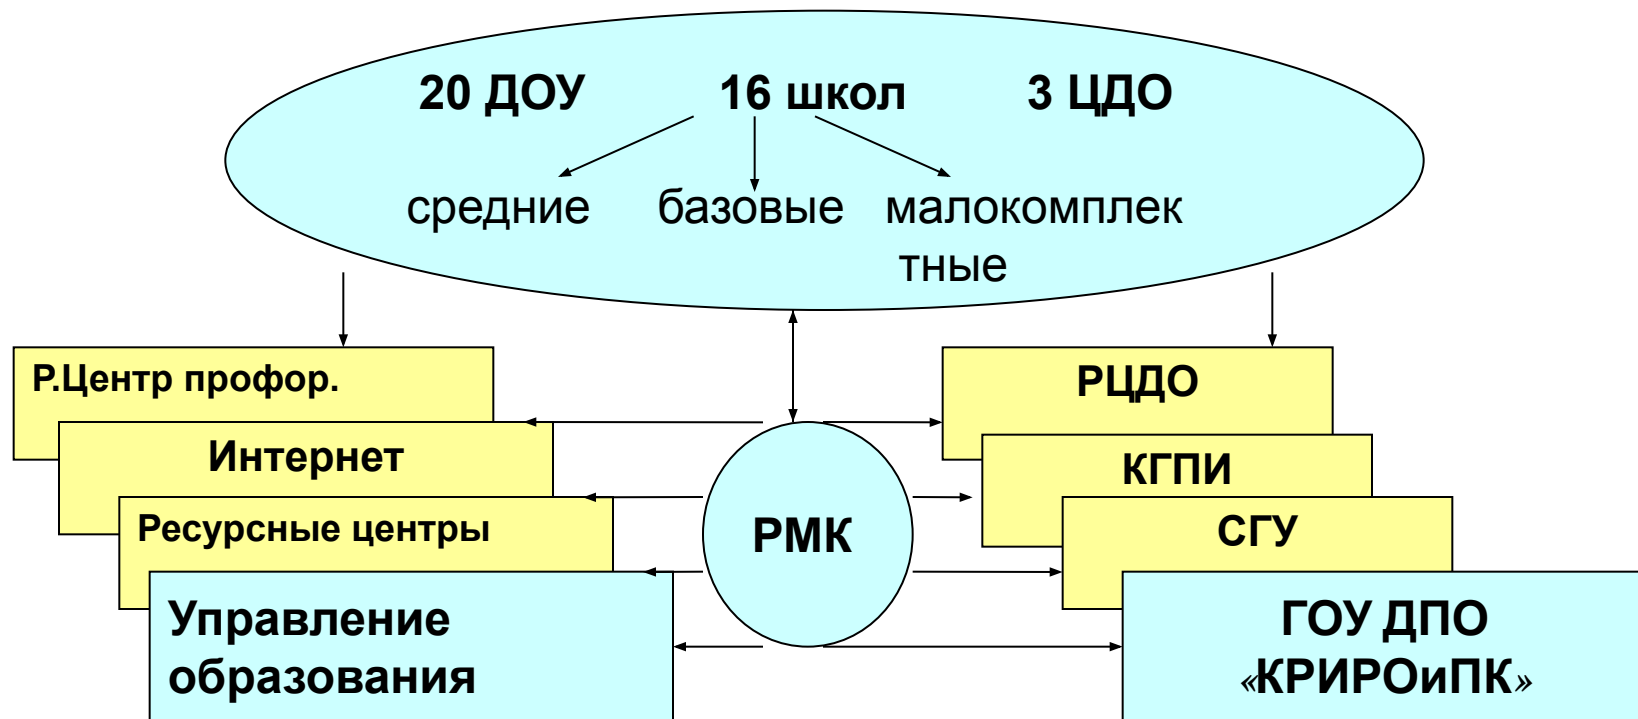 20 ДОУ 16 школ 3 ЦДО
средние базовые малокомплек
тные
Р.Центр профор.
Интернет
Ресурсные центры
Управление
образования
РМК
РЦДО
КГПИ
СГУ
ГОУ ДПО
«КРИРОиПК»